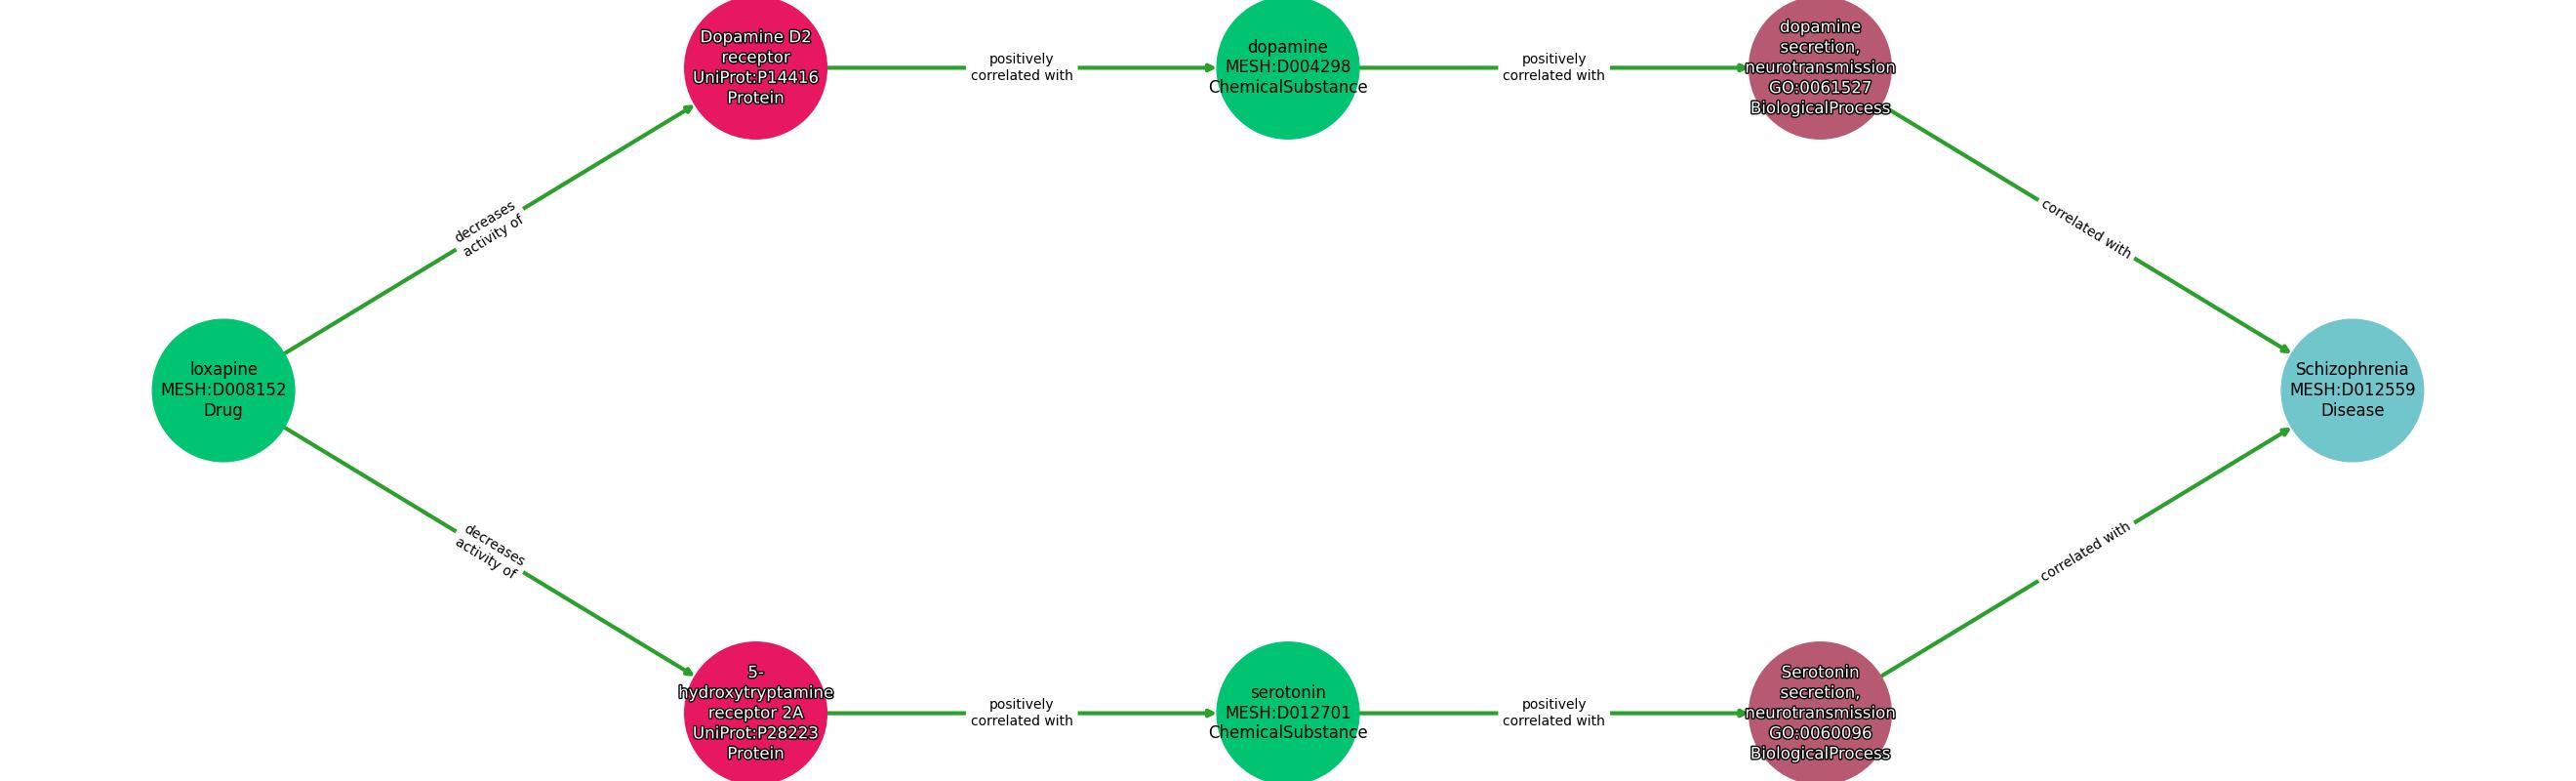 Dopamine D2
receptor
UniProt:P14416
Protein
positively
correlated with
dopamine
MESH:D004298
ChemicalSubstance
positively
correlated with
dopamine
secretion,
neurotransmission
GO:0061527
BiologicalProcess
decreases
activity of
correlated with
loxapine
MESH:D008152
Drug
Schizophrenia
MESH:D012559
Disease
decreases
activity of
correlated with
5-
hydroxytryptamine
receptor 2A
UniProt:P28223
Protein
positively
correlated with
serotonin
MESH:D012701
ChemicalSubstance
positively
correlated with
Serotonin
secretion,
neurotransmission
GO:0060096
BiologicalProcess